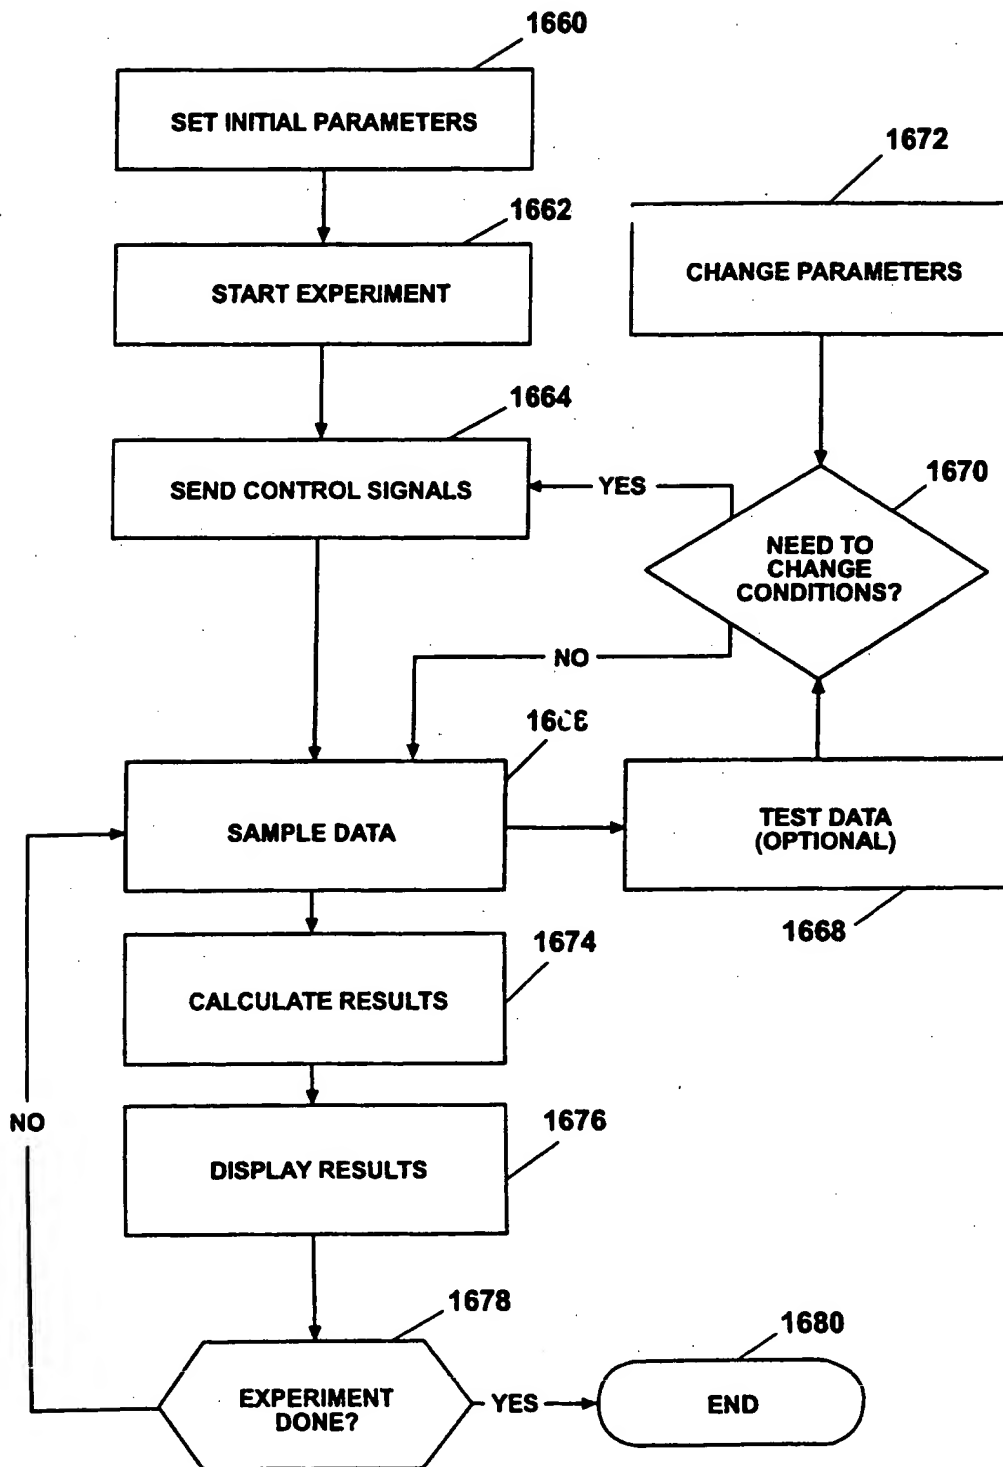 1660
SET INITIAL PARAMETERS
1672
1662
CHANGE PARAMETERS
START EXPERIMENT
1664
1670
SEND CONTROL SIGNALS
YES
NEED TO
CHANGE
CONDITIONS?
NO
SAMPLE DATA
TEST DATA
(OPTIONAL)
1668
1674
CALCULATE RESULTS
NO
1676
DISPLAY RESULTS
1678
1680
EXPERIMENT
DONE?
YES
END